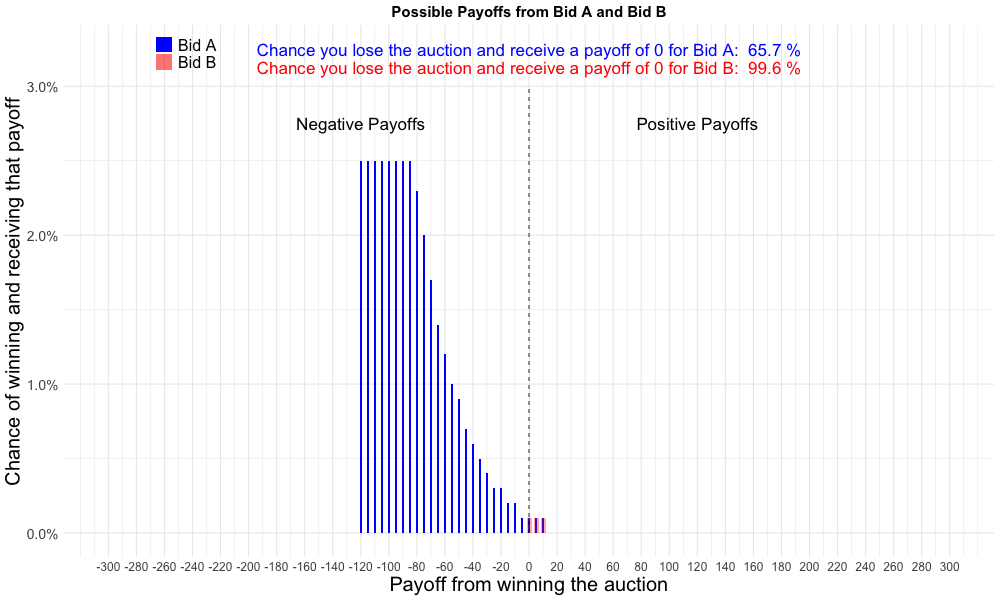 Possible Payoffs from Bid A and Bid B
Bid A
Bid B
Chance you lose the auction and receive a payoff of 0 for Bid A: 65.7 %
Chance you lose the auction and receive a payoff of 0 for Bid B: 99.6 %
Negative Payoffs
Positive Payoffs
Chance of winning and receiving that payoff
3.0%
2.0%
1.0%
0.0%
-300 -280 -260 -240 -220 -200 -180 -160 -140 -120 -100 -80 -60 -40 -20 0 20 40 60 80 100 120 140 160 180 200 220 240 260 280 300
Payoff from winning the auction